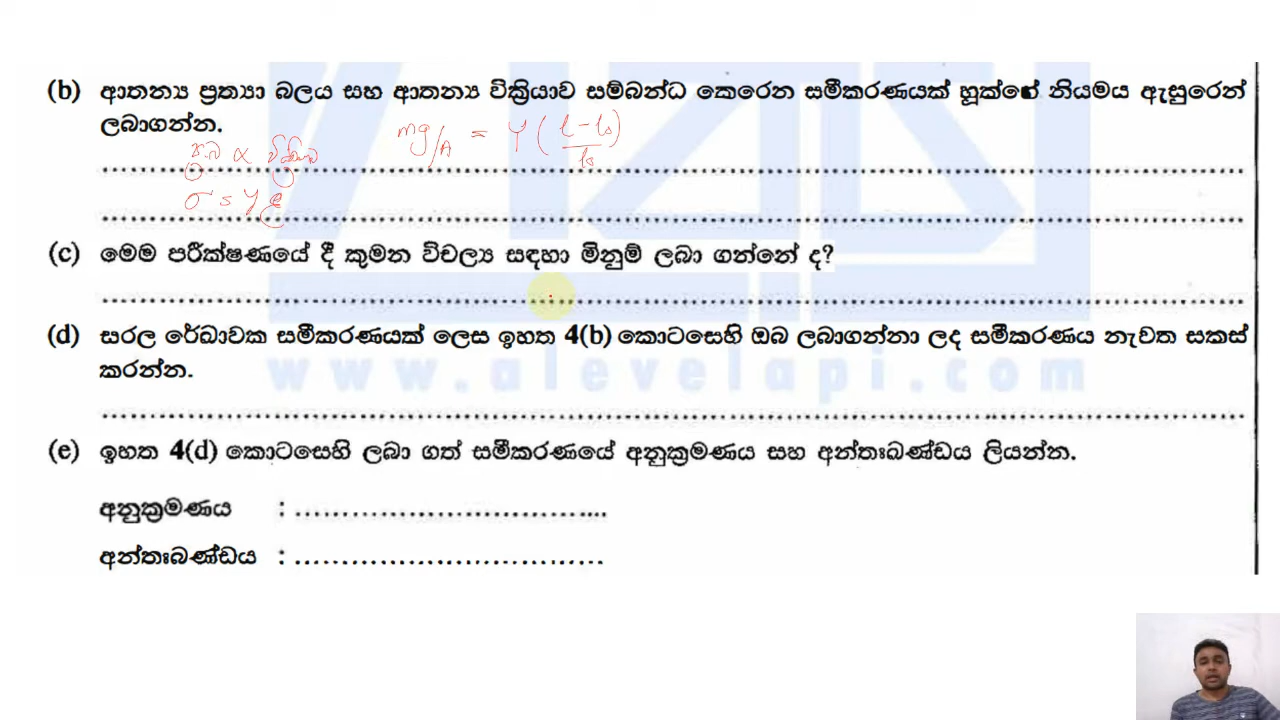 (b) ආතන්‍ය ප්‍රත්‍යා බලය සහ ආතන්‍ය වික්‍රියාව සම්බන්ධ කෙරෙන සමීකරණයක් හූක්ගේ නියමය ඇසුරෙන්
ලබාගන්න.
mg/A = Y (l - l₀ / l₀)
∝
σ = Y ε
(c) මෙම පරීක්ෂණයේ දී කුමන විචල්‍ය සඳහා මිනුම් ලබා ගන්නේ ද?
(d) සරල රේඛාවක සමීකරණයක් ලෙස ඉහත 4(b) කොටසෙහි ඔබ ලබාගන්නා ලද සමීකරණය නැවත සකස්
කරන්න.
www.alevelapi.com
(e) ඉහත 4(d) කොටසෙහි ලබා ගත් සමීකරණයේ අනුක්‍රමණය සහ අන්තඃඛණ්ඩය ලියන්න.
අනුක්‍රමණය : ...................................
අන්තඃඛණ්ඩය : ..................................